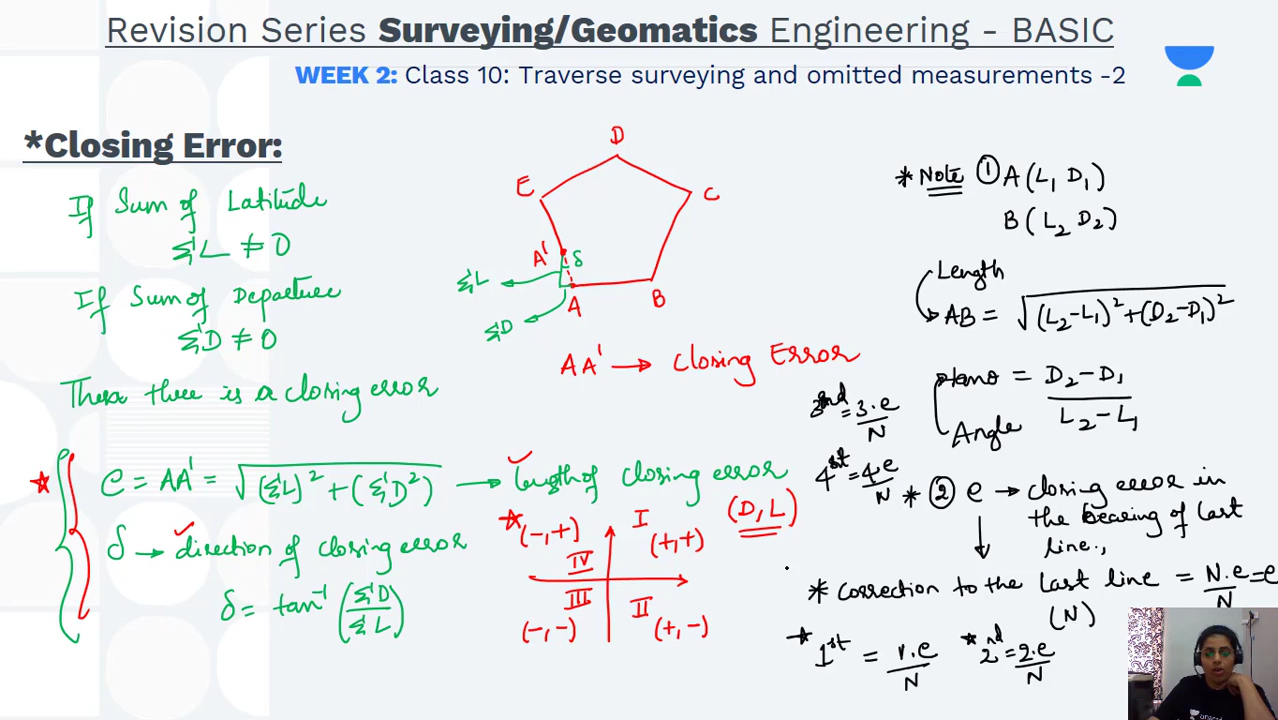 Revision Series Surveying/Geomatics Engineering - BASIC
WEEK 2: Class 10: Traverse surveying and omitted measurements -2
*Closing Error:
If Sum of Latitude
ΣL ≠ 0
If Sum of Departure
ΣD ≠ 0
Then there is a closing error
e = AA' = √(ΣL)² + (ΣD²) → length of closing error
δ → direction of closing error
δ = tan⁻¹ (ΣD/ΣL)
D
E
C
A'
δ
ΣL
A
B
ΣD
AA' → Closing Error
(D, L)
(-, +)
I
(+, +)
IV
III
II
(-, -)
(+, -)
* Note ① A (L₁ D₁)
B (L₂ D₂)
Length
AB = √(L₂-L₁)² + (D₂-D₁)²
= D₂-D₁/L₂-L₁
Angle
3rd = 3.e/N
4st = 4e/N
* ② e → closing error in
the bearing of last
line.,
* Correction to the last line = N.e/N = e
(N)
* 1st = 1.e/N * 2nd = 2.e/N